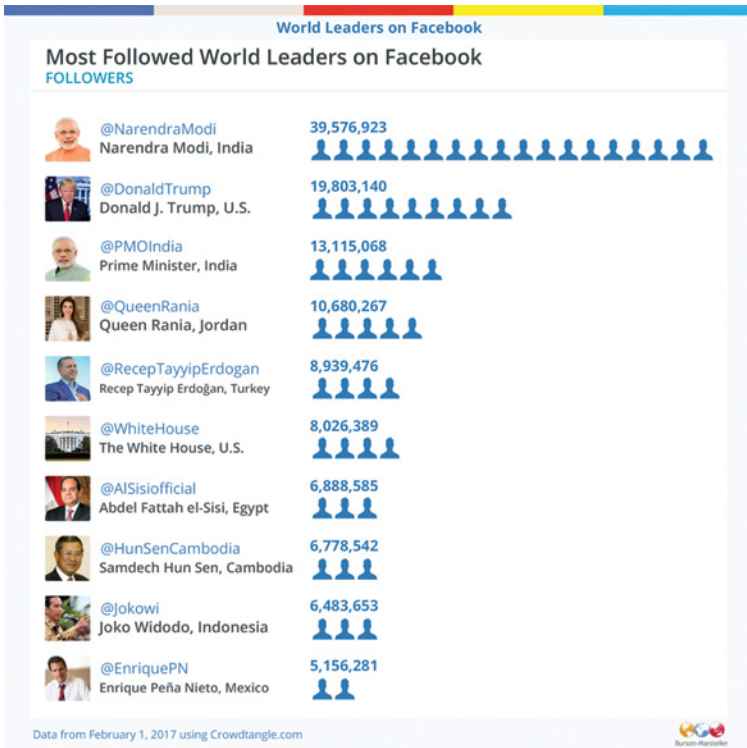 World Leaders on Facebook
Most Followed World Leaders on Facebook
FOLLOWERS
@NarendraModi
Narendra Modi, India
39,576,923
@DonaldTrump
Donald J. Trump, U.S.
19,803,140
@PMOIndia
Prime Minister, India
13,115,068
@QueenRania
Queen Rania, Jordan
10,680,267
@RecepTayyipErdogan
Recep Tayyip Erdoğan, Turkey
8,939,476
@WhiteHouse
The White House, U.S.
8,026,389
@AlSisiofficial
Abdel Fattah el-Sisi, Egypt
6,888,585
@HunSenCambodia
Samdech Hun Sen, Cambodia
6,778,542
@Jokowi
Joko Widodo, Indonesia
6,483,653
@EnriquePN
Enrique Peña Nieto, Mexico
5,156,281
Data from February 1, 2017 using Crowdtangle.com
Burson-Marsteller